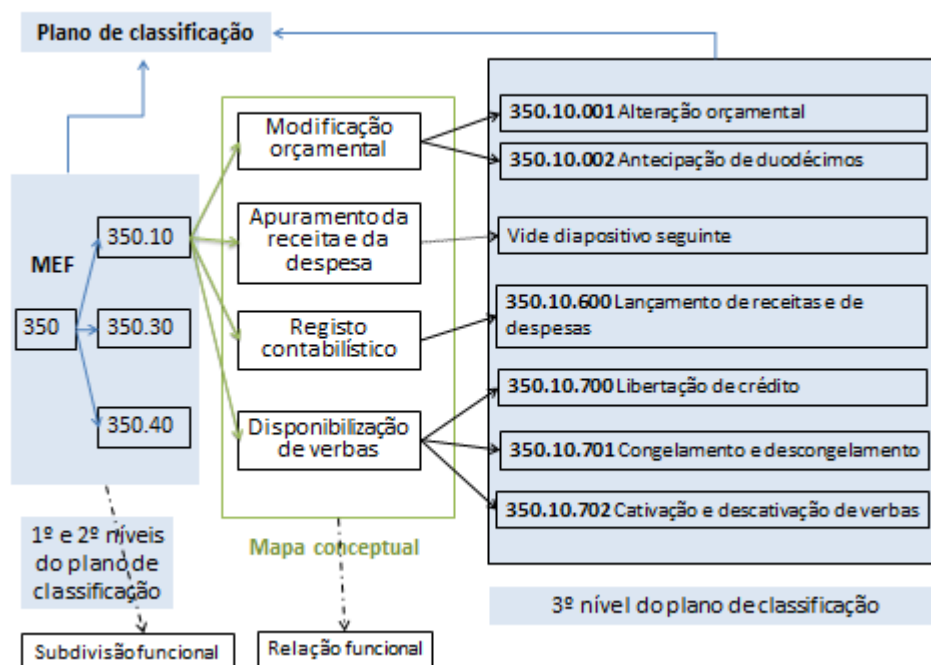 Plano de classificação
MEF
350
350.10
350.30
350.40
1º e 2º níveis
do plano de
classificação
Subdivisão funcional
Modificação
orçamental
Apuramento da
receita e da
despesa
Registo
contabilístico
Disponibilização
de verbas
Mapa conceptual
Relação funcional
350.10.001 Alteração orçamental
350.10.002 Antecipação de duodécimos
Vide diapositivo seguinte
350.10.600 Lançamento de receitas e de
despesas
350.10.700 Libertação de crédito
350.10.701 Congelamento e descongelamento
350.10.702 Cativação e descativação de verbas
3º nível do plano de classificação